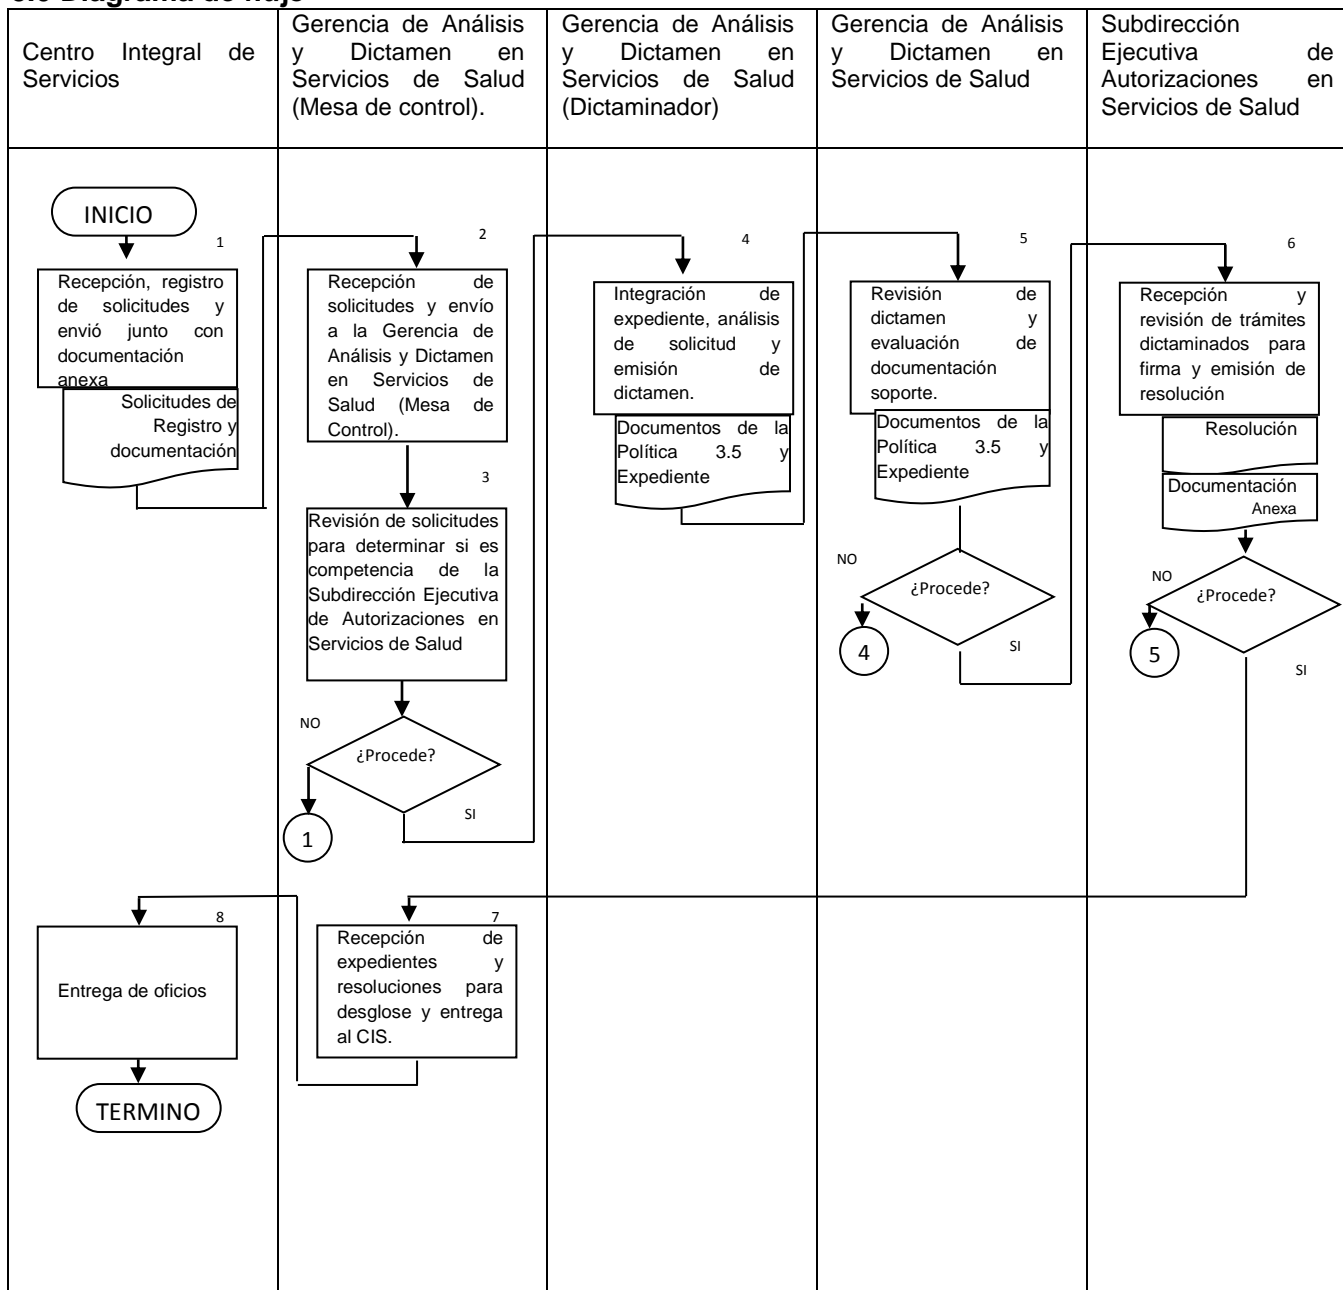 Centro Integral de
Servicios
Gerencia de Análisis
y Dictamen en
Servicios de Salud
(Mesa de control).
Gerencia de Análisis
y Dictamen en
Servicios de Salud
(Dictaminador)
Gerencia de Análisis
y Dictamen en
Servicios de Salud
Subdirección
Ejecutiva de
Autorizaciones en
Servicios de Salud
INICIO
1
Recepción, registro
de solicitudes y
envió junto con
documentación
anexa
Solicitudes de
Registro y
documentación
2
Recepción de
solicitudes y envío
a la Gerencia de
Análisis y Dictamen
en Servicios de
Salud (Mesa de
Control).
3
Revisión de solicitudes
para determinar si es
competencia de la
Subdirección Ejecutiva
de Autorizaciones en
Servicios de Salud
NO
¿Procede?
SI
1
4
Integración de
expediente, análisis
de solicitud y
emisión de
dictamen.
Documentos de la
Política 3.5 y
Expediente
5
Revisión de
dictamen y
evaluación de
documentación
soporte.
Documentos de la
Política 3.5 y
Expediente
NO
¿Procede?
SI
4
6
Recepción y
revisión de trámites
dictaminados para
firma y emisión de
resolución
Resolución
Documentación
Anexa
NO
¿Procede?
SI
5
7
Recepción de
expedientes y
resoluciones para
desglose y entrega
al CIS.
8
Entrega de oficios
TERMINO